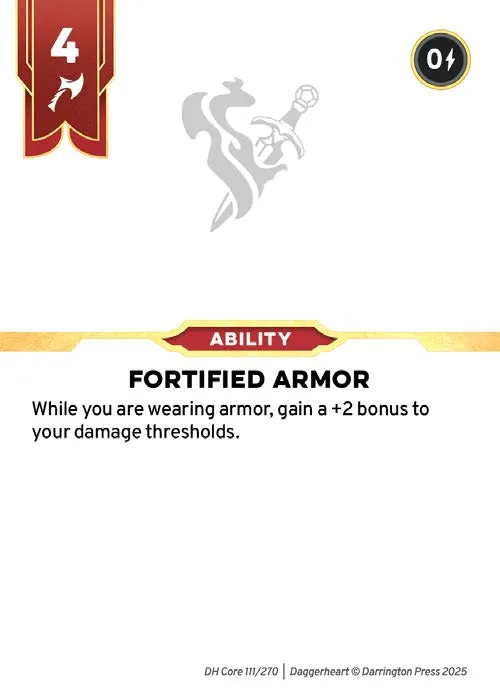 4
0
ABILITY
FORTIFIED ARMOR
While you are wearing armor, gain a +2 bonus to
your damage thresholds.
DH Core 111/270 | Daggerheart © Darrington Press 2025